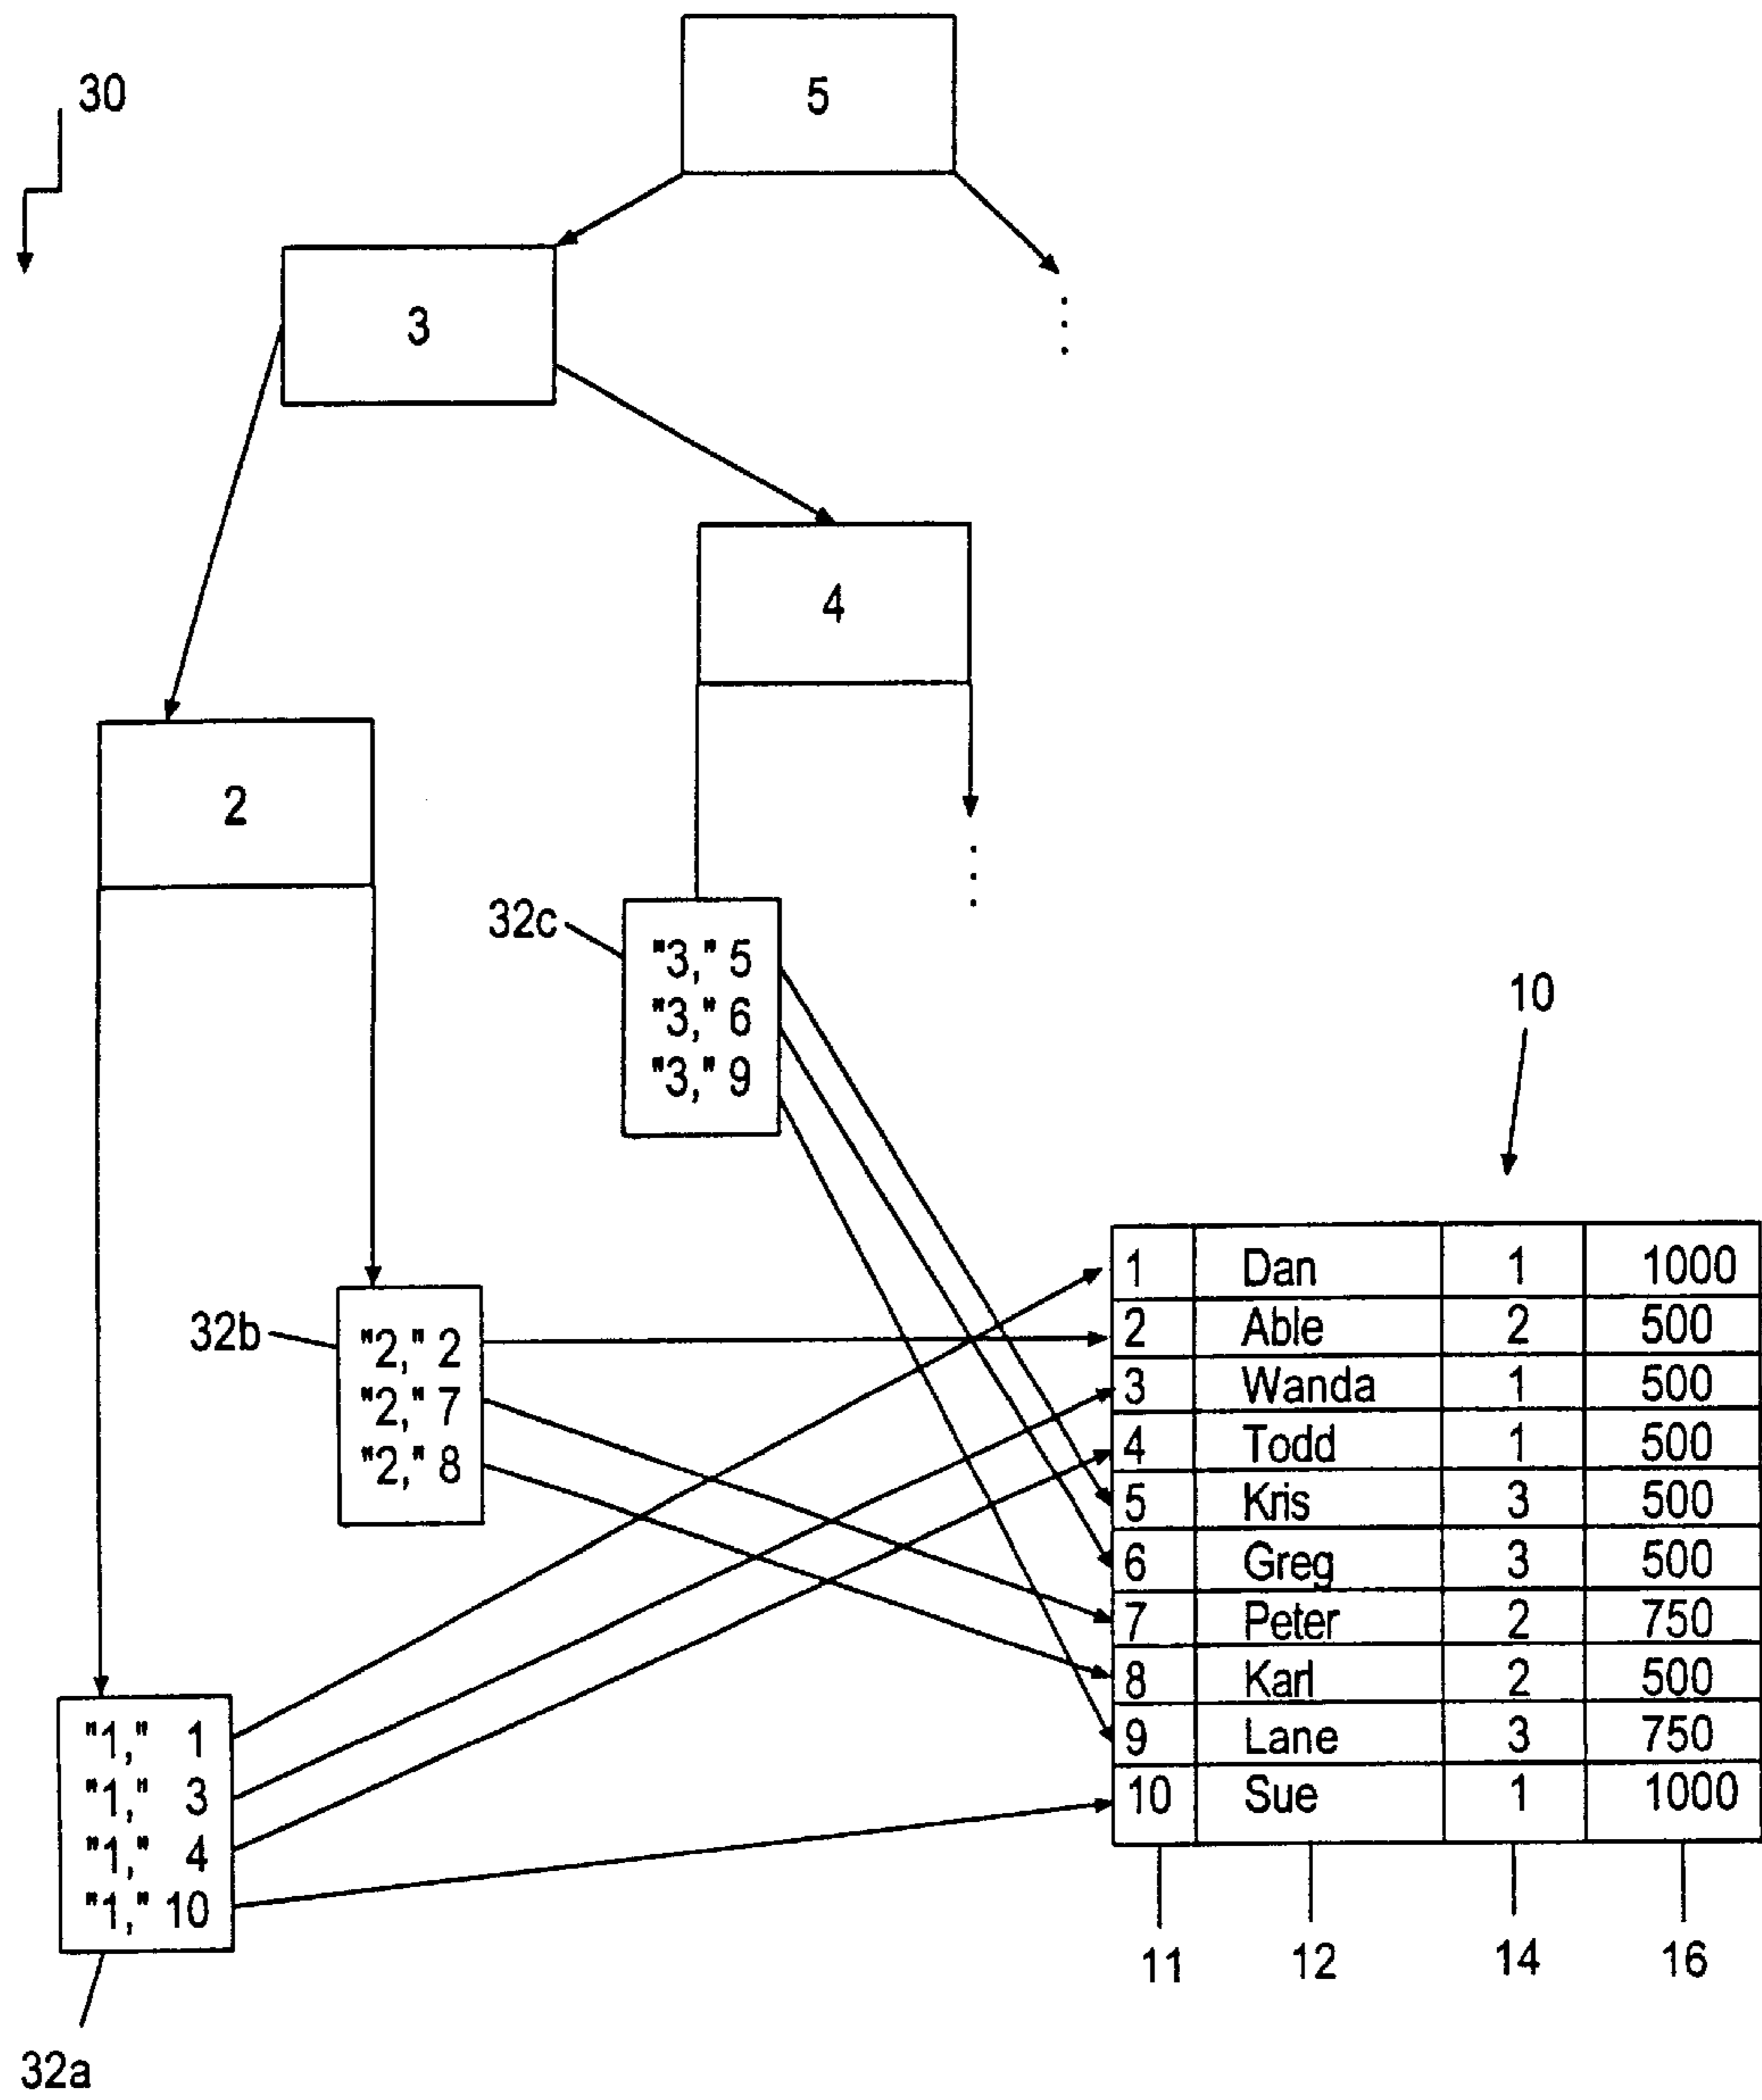 5
30
3
4
2
32c
"3," 5
"3," 6
"3," 9
10
32b
"2," 2
"2," 7
"2," 8
1 Dan 1 1000
2 Able 2 500
3 Wanda 1 500
4 Todd 1 500
5 Kris 3 500
6 Greg 3 500
7 Peter 2 750
8 Karl 2 500
9 Lane 3 750
10 Sue 1 1000
"1," 1
"1," 3
"1," 4
"1," 10
11 12 14 16
32a